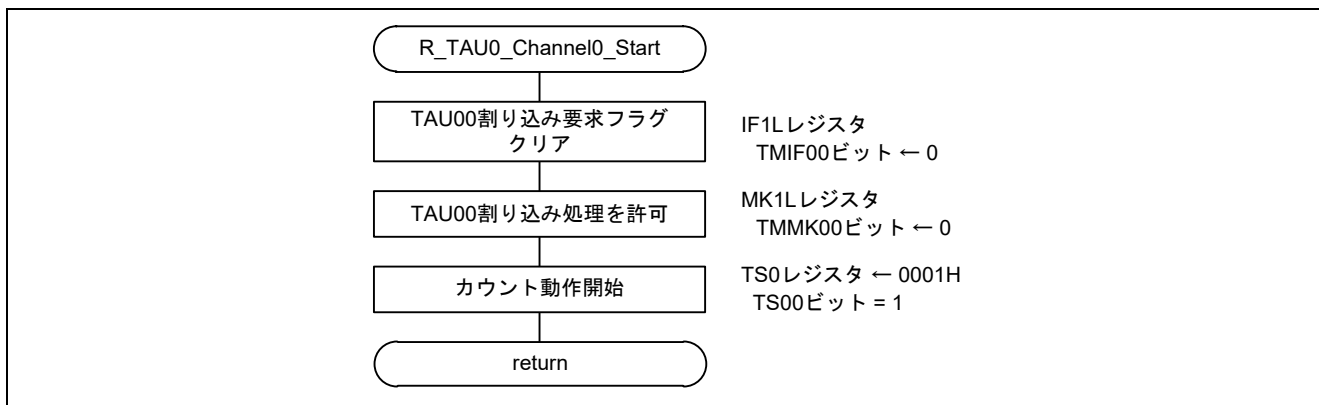 R_TAU0_Channel0_Start
TAU00割り込み要求フラグ
クリア
IF1Lレジスタ
TMIF00ビット ← 0
TAU00割り込み処理を許可
MK1Lレジスタ
TMMK00ビット ← 0
カウント動作開始
TS0レジスタ ← 0001H
TS00ビット = 1
return